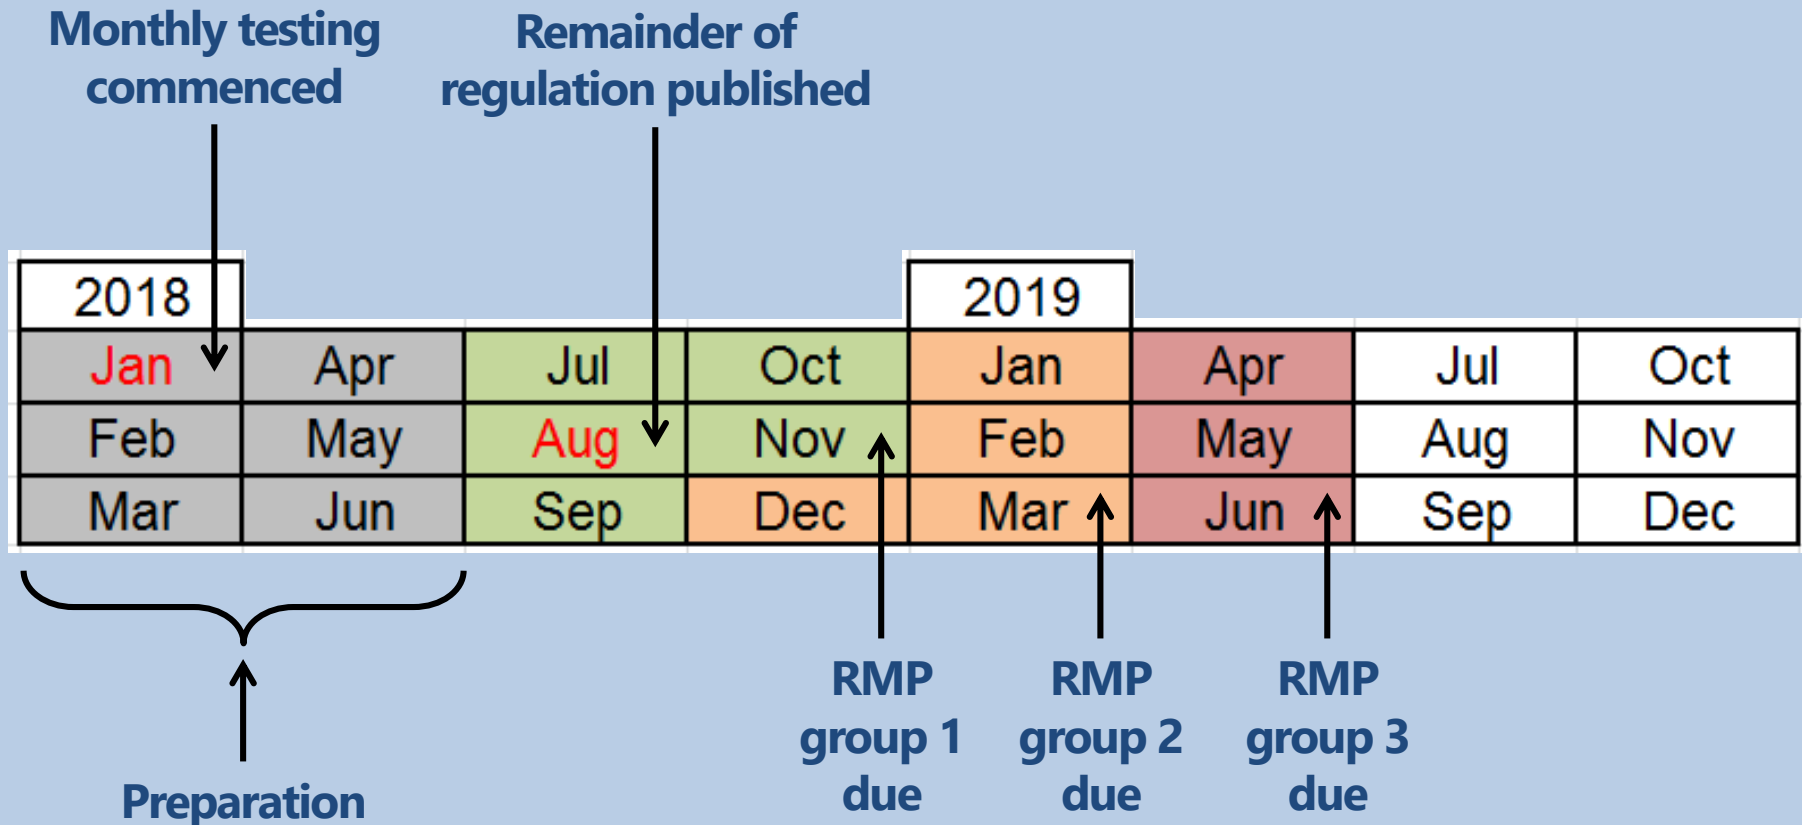 Monthly testing
commenced
Remainder of
regulation published
2018 2019
Jan Apr Jul Oct Jan Apr Jul Oct
Feb May Aug Nov Feb May Aug Nov
Mar Jun Sep Dec Mar Jun Sep Dec
Preparation
RMP
group 1
due
RMP
group 2
due
RMP
group 3
due